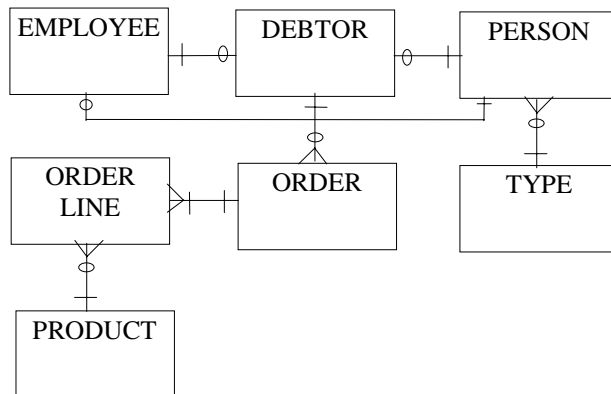 EMPLOYEE
DEBTOR
PERSON
ORDER
LINE
ORDER
TYPE
PRODUCT